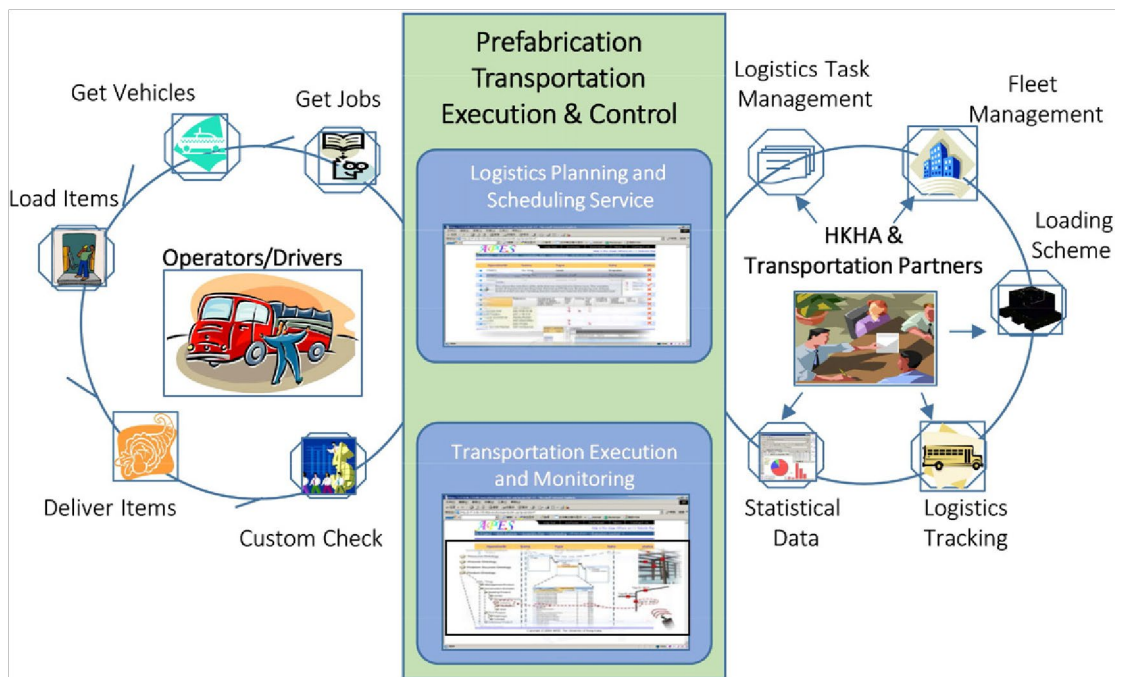 Prefabrication
Transportation
Execution & Control
Get Vehicles
Get Jobs
Load Items
Operators/Drivers
Deliver Items
Custom Check
Logistics Planning and
Scheduling Service
Transportation Execution
and Monitoring
Logistics Task
Management
Fleet
Management
HKHA &
Transportation Partners
Loading
Scheme
Statistical
Data
Logistics
Tracking